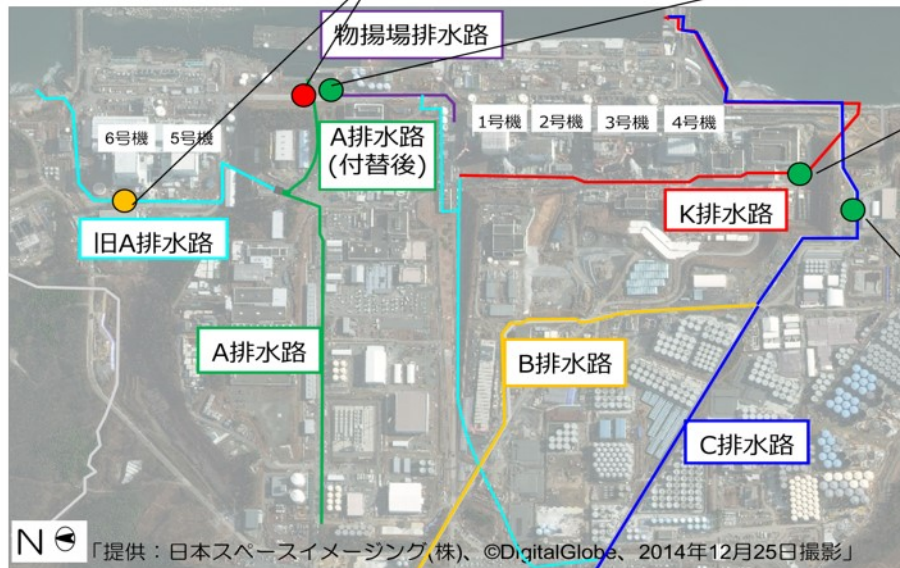 物揚場排水路
6号機
5号機
A排水路
(付替後)
1号機
2号機
3号機
4号機
K排水路
旧A排水路
A排水路
B排水路
C排水路
N
「提供：日本スペースイメージング(株)、©DigitalGlobe、2014年12月25日撮影」